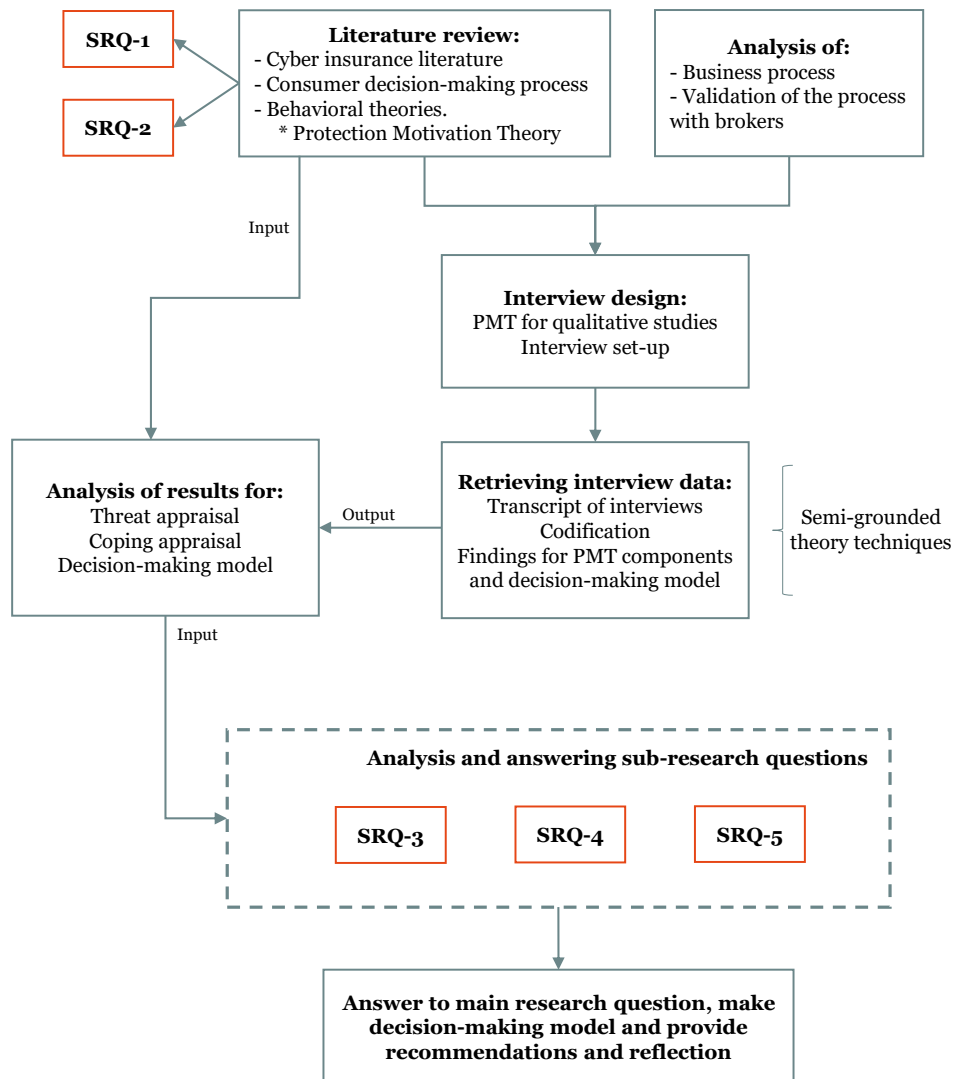 SRQ-1
SRQ-2
Literature review:
- Cyber insurance literature
- Consumer decision-making process
- Behavioral theories.
* Protection Motivation Theory
Analysis of:
- Business process
- Validation of the process
with brokers
Input
Interview design:
PMT for qualitative studies
Interview set-up
Analysis of results for:
Threat appraisal
Coping appraisal
Decision-making model
Output
Retrieving interview data:
Transcript of interviews
Codification
Findings for PMT components
and decision-making model
Semi-grounded
theory techniques
Input
Analysis and answering sub-research questions
SRQ-3
SRQ-4
SRQ-5
Answer to main research question, make
decision-making model and provide
recommendations and reflection